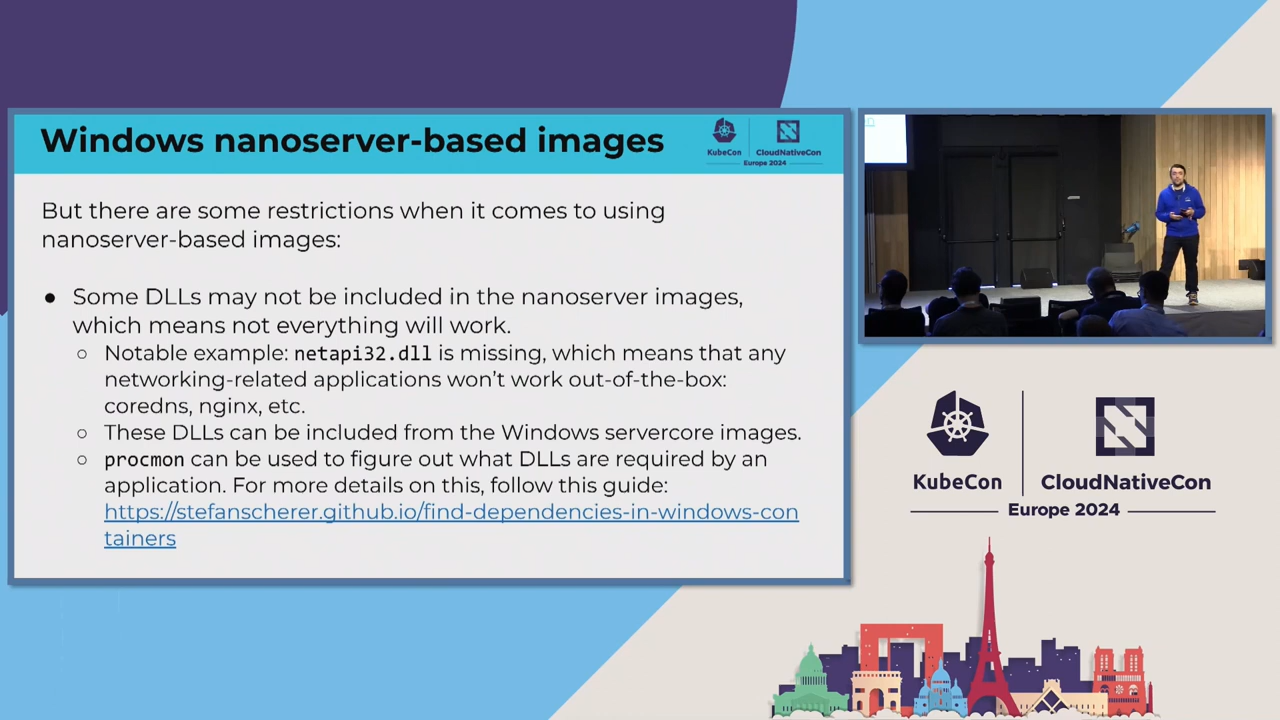 Windows nanoserver-based images
KubeCon
CloudNativeCon
Europe 2024
But there are some restrictions when it comes to using
nanoserver-based images:
● Some DLLs may not be included in the nanoserver images,
which means not everything will work.
○ Notable example: netapi32.dll is missing, which means that any
networking-related applications won't work out-of-the-box:
coredns, nginx, etc.
○ These DLLs can be included from the Windows servercore images.
○ procmon can be used to figure out what DLLs are required by an
application. For more details on this, follow this guide:
https://stefanscherer.github.io/find-dependencies-in-windows-con
tainers
KubeCon
CloudNativeCon
Europe 2024